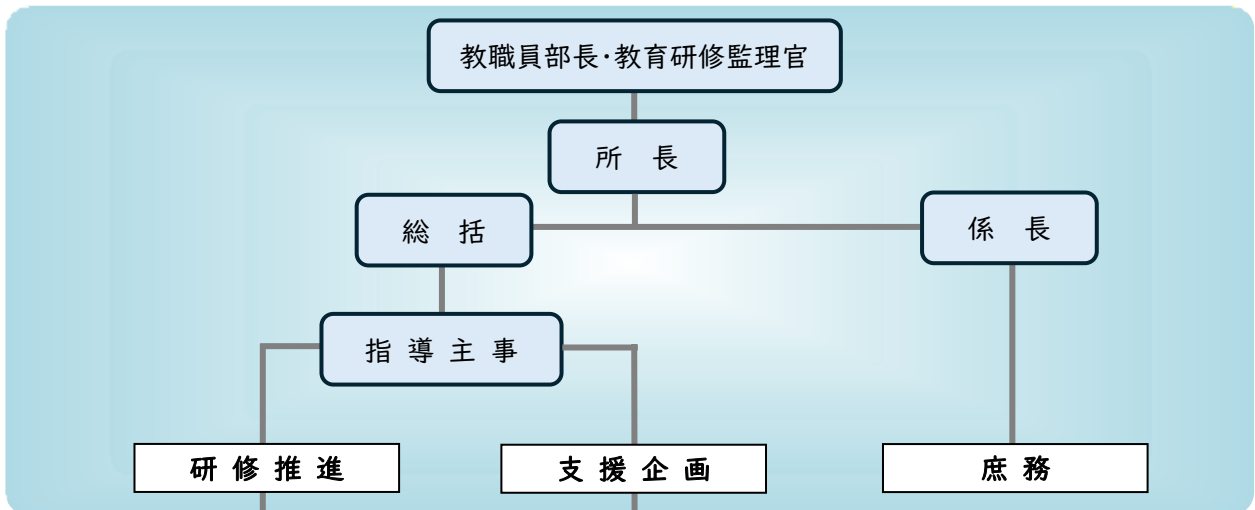 教職員部長・教育研修監理官
所　長
総　括
係　長
指 導 主 事
研 修 推 進
支 援 企 画
庶 務